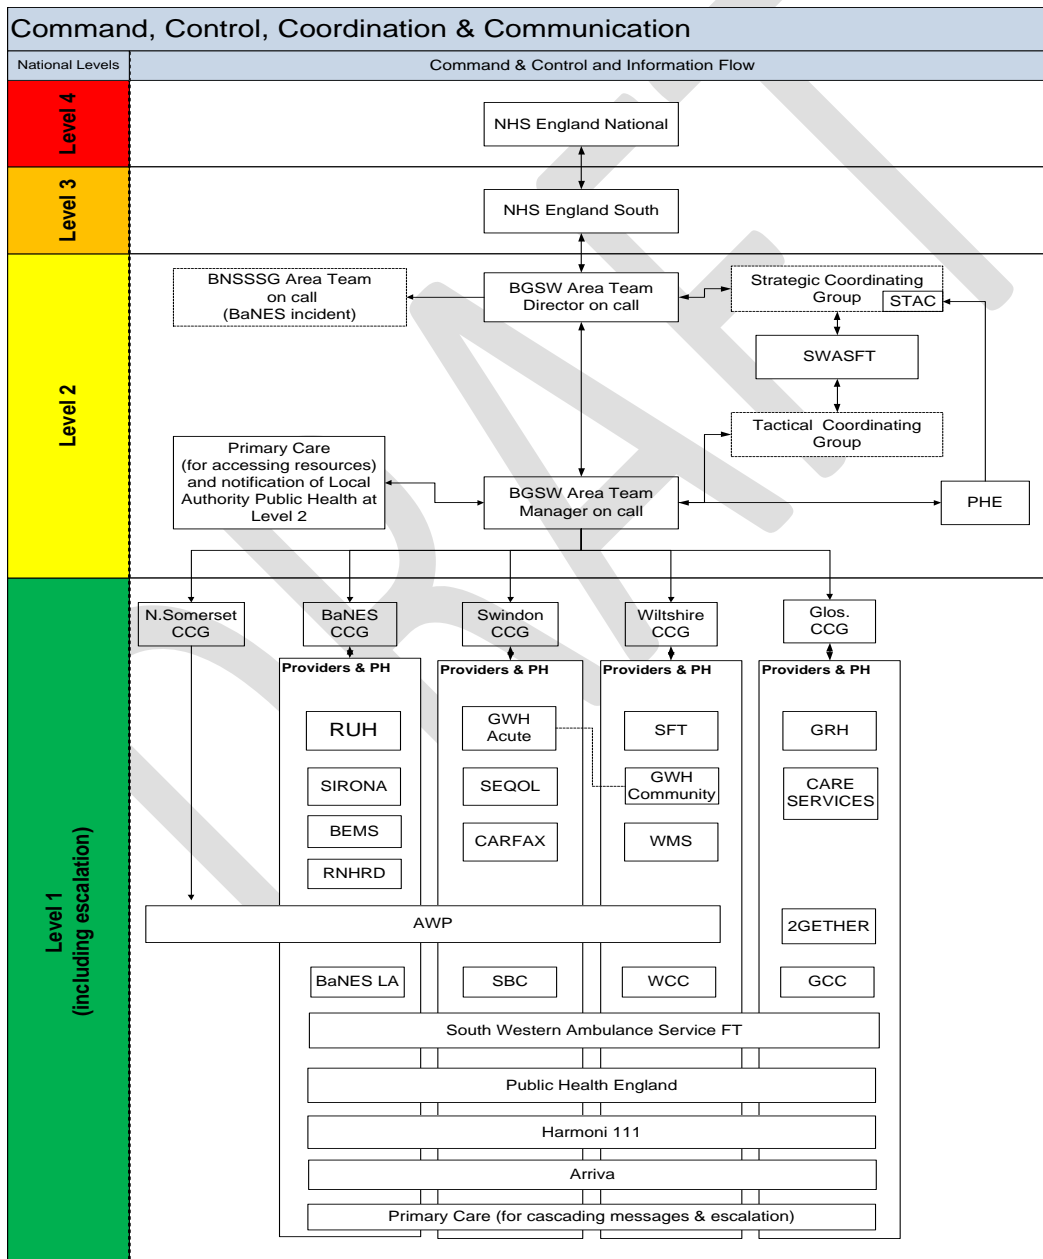 Command, Control, Coordination & Communication
National Levels
Command & Control and Information Flow
Level 4
NHS England National
Level 3
NHS England South
Level 2
BNSSSG Area Team
on call
(BaNES incident)
BGSW Area Team
Director on call
Strategic Coordinating
Group
STAC
SWASFT
Tactical Coordinating
Group
Primary Care
(for accessing resources)
and notification of Local
Authority Public Health at
Level 2
BGSW Area Team
Manager on call
PHE
Level 1
(including escalation)
N.Somerset
CCG
BaNES
CCG
Swindon
CCG
Wiltshire
CCG
Glos.
CCG
Providers & PH
Providers & PH
Providers & PH
Providers & PH
RUH
GWH
Acute
SFT
GRH
SIRONA
SEQOL
GWH
Community
CARE
SERVICES
BEMS
CARFAX
WMS
RNHRD
AWP
2GETHER
BaNES LA
SBC
WCC
GCC
South Western Ambulance Service FT
Public Health England
Harmoni 111
Arriva
Primary Care (for cascading messages & escalation)
DRAFT